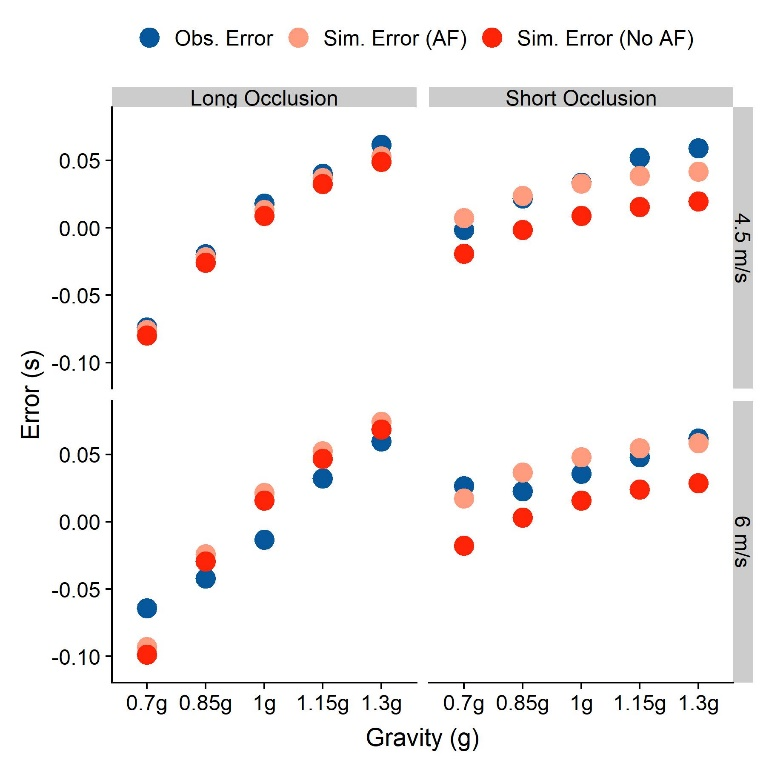 Obs. Error Sim. Error (AF) Sim. Error (No AF)
Long Occlusion Short Occlusion
0.05
0.00
-0.05
-0.10
4.5 m/s
0.05
0.00
-0.05
-0.10
6 m/s
Error (s)
0.7g 0.85g 1g 1.15g 1.3g 0.7g 0.85g 1g 1.15g 1.3g
Gravity (g)